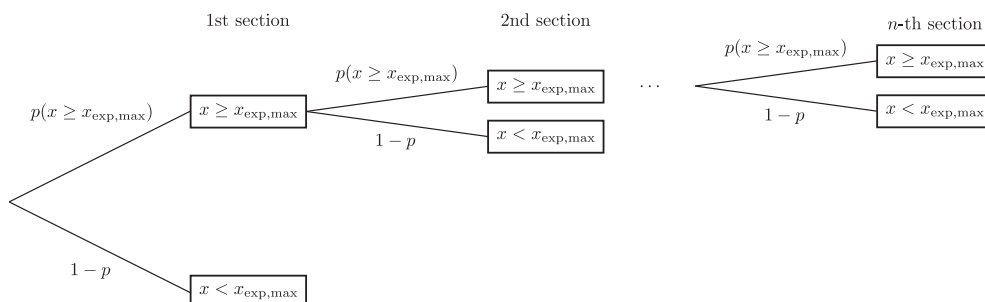 1st section
2nd section
n-th section
p(x ≥ x_exp,max)
x ≥ x_exp,max
p(x ≥ x_exp,max)
x ≥ x_exp,max
...
p(x ≥ x_exp,max)
x ≥ x_exp,max
1 − p
x < x_exp,max
1 − p
x < x_exp,max
1 − p
x < x_exp,max